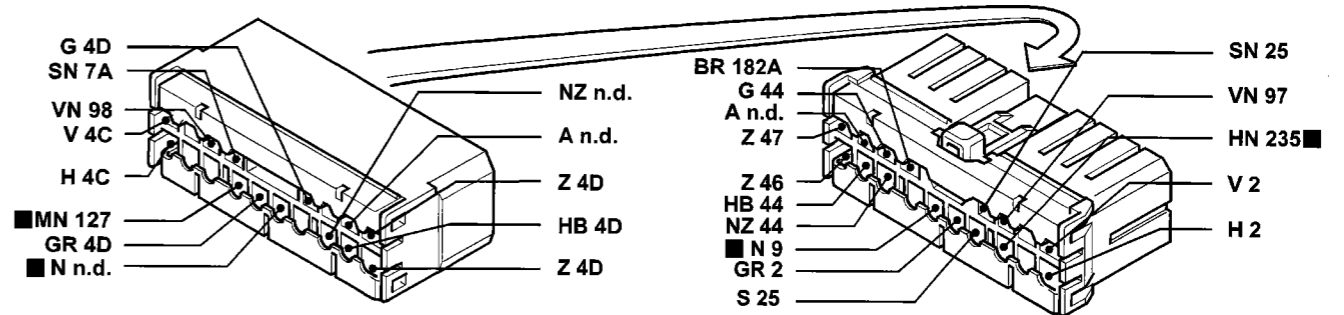 G 4D
SN 7A
VN 98
V 4C
H 4C
■MN 127
GR 4D
■ N n.d.
NZ n.d.
A n.d.
Z 4D
HB 4D
Z 4D
BR 182A
G 44
A n.d.
Z 47
Z 46
HB 44
NZ 44
■ N 9
GR 2
S 25
SN 25
VN 97
HN 235■
V 2
H 2